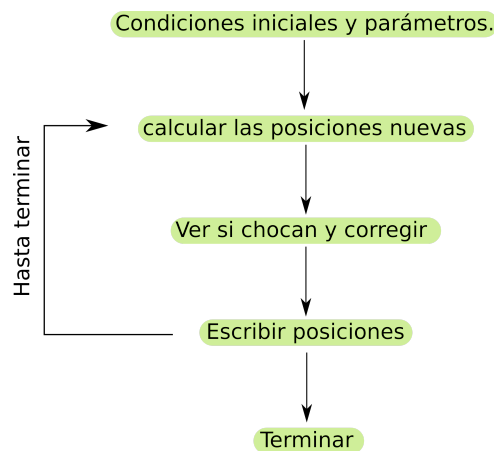 Condiciones iniciales y parámetros.
calcular las posiciones nuevas
Hasta terminar
Ver si chocan y corregir
Escribir posiciones
Terminar